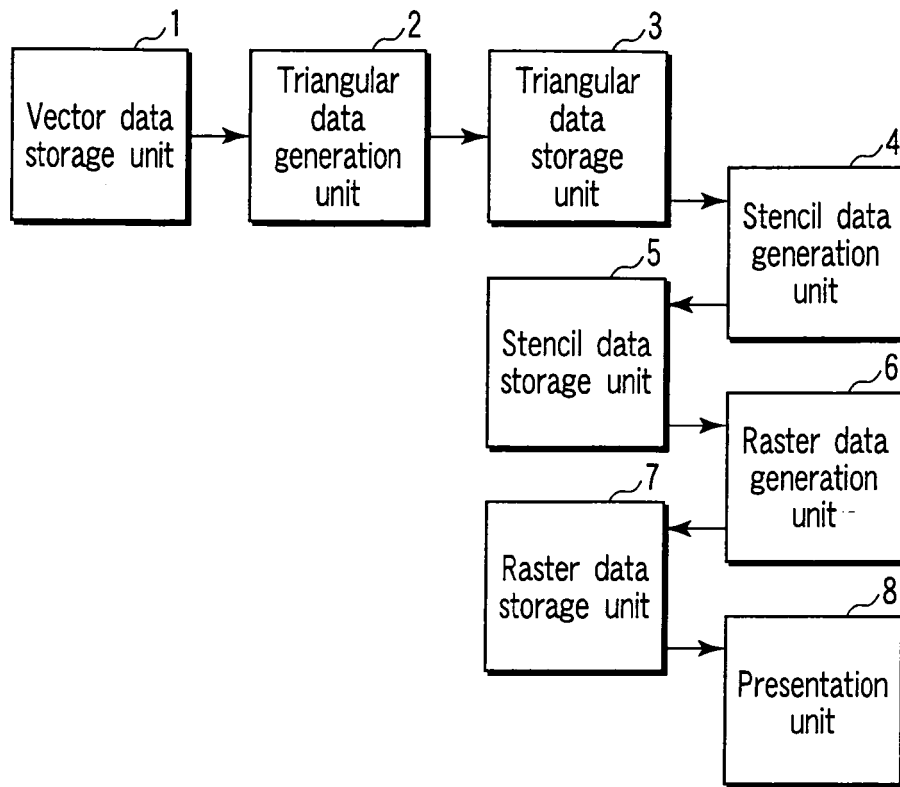 1
Vector data
storage unit
2
Triangular
data
generation
unit
3
Triangular
data
storage
unit
4
Stencil data
generation
unit
5
Stencil data
storage unit
6
Raster data
generation
unit
7
Raster data
storage unit
8
Presentation
unit